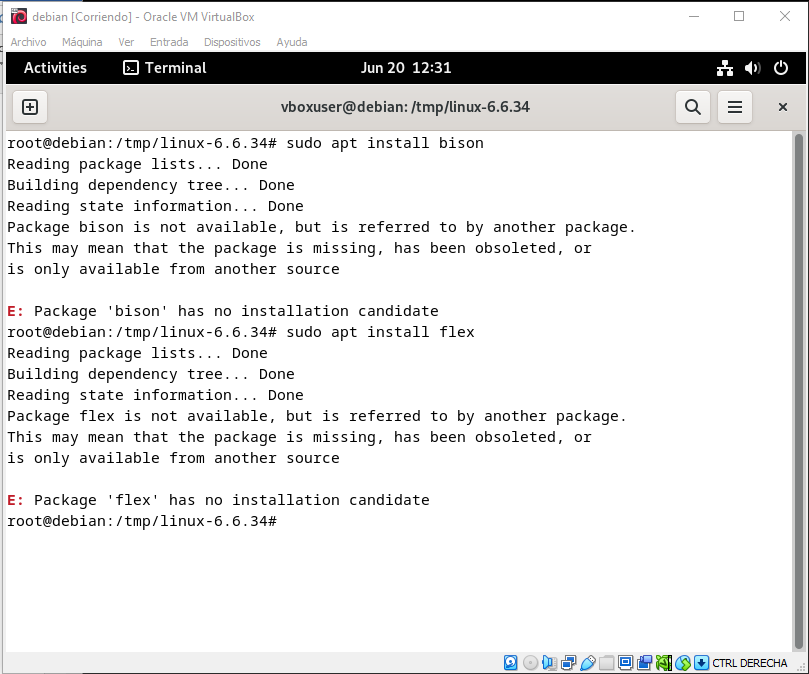 debian [Corriendo] - Oracle VM VirtualBox
Archivo Máquina Ver Entrada Dispositivos Ayuda
Activities Terminal Jun 20 12:31
vboxuser@debian: /tmp/linux-6.6.34
root@debian:/tmp/linux-6.6.34# sudo apt install bison
Reading package lists... Done
Building dependency tree... Done
Reading state information... Done
Package bison is not available, but is referred to by another package.
This may mean that the package is missing, has been obsoleted, or
is only available from another source
E: Package 'bison' has no installation candidate
root@debian:/tmp/linux-6.6.34# sudo apt install flex
Reading package lists... Done
Building dependency tree... Done
Reading state information... Done
Package flex is not available, but is referred to by another package.
This may mean that the package is missing, has been obsoleted, or
is only available from another source
E: Package 'flex' has no installation candidate
root@debian:/tmp/linux-6.6.34#
CTRL DERECHA